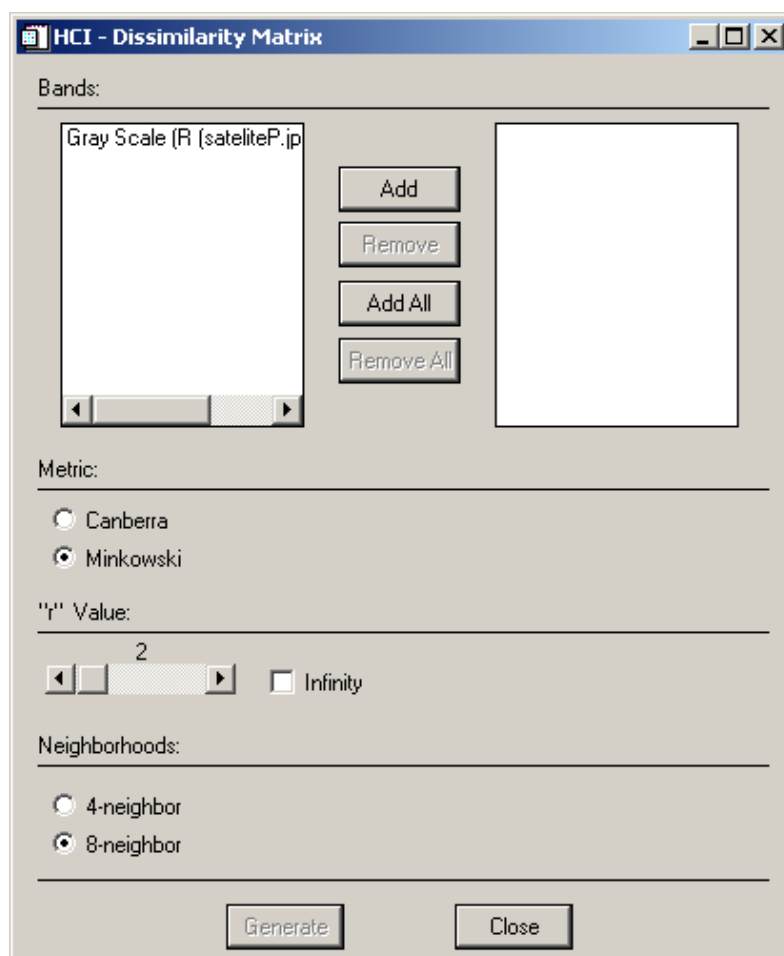 HCI - Dissimilarity Matrix
Bands:
Gray Scale (R (sateliteP.jp
Add
Remove
Add All
Remove All
Metric:
Canberra
Minkowski
"r" Value:
2
Infinity
Neighborhoods:
4-neighbor
8-neighbor
Generate
Close